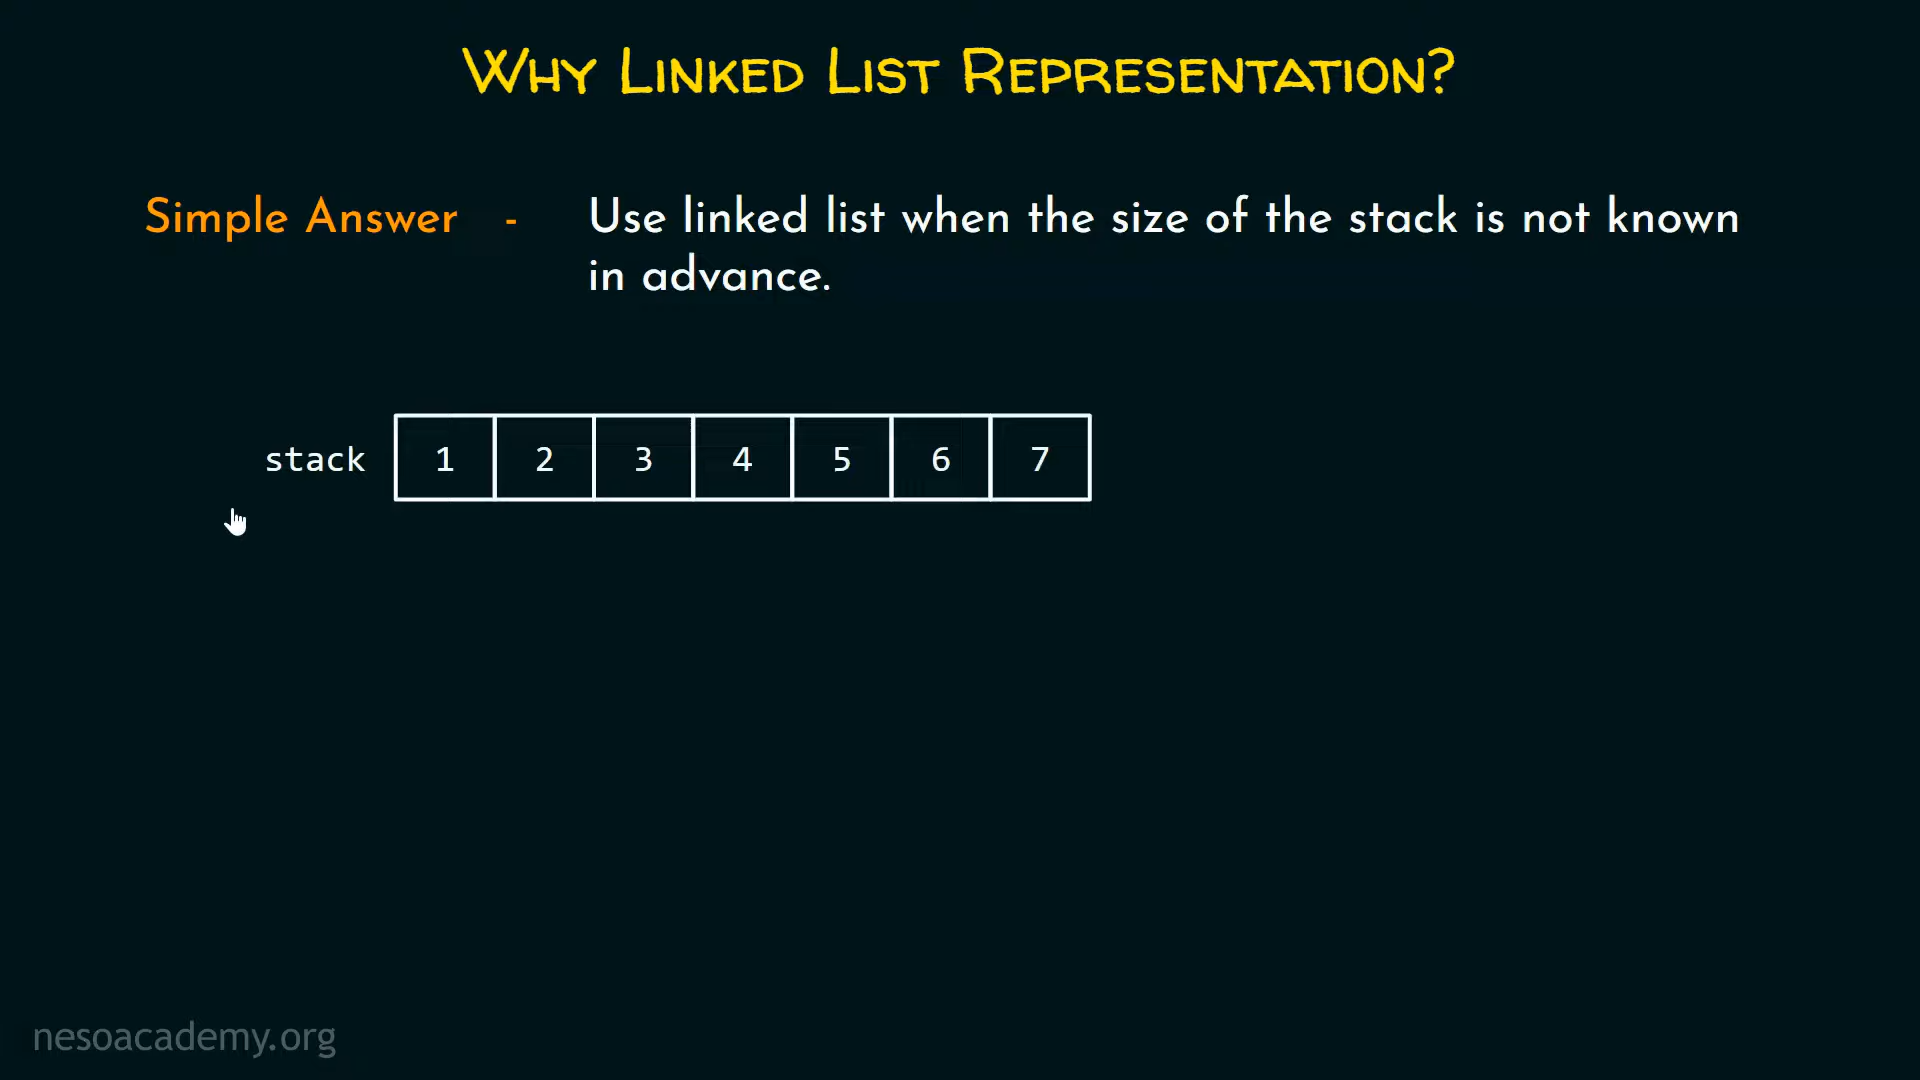 WHY LINKED LIST REPRESENTATION?
Simple Answer - Use linked list when the size of the stack is not known
in advance.
stack 1 2 3 4 5 6 7
nesoacademy.org